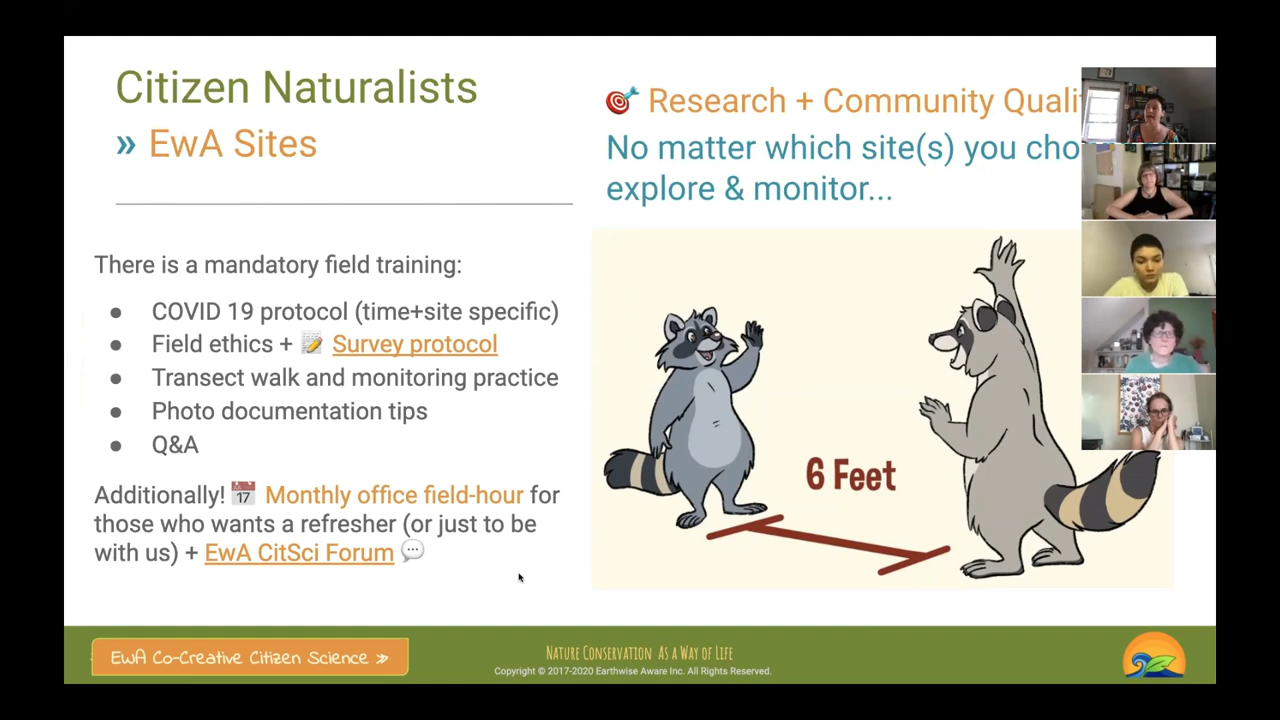 Citizen Naturalists
» EwA Sites
There is a mandatory field training:
● COVID 19 protocol (time+site specific)
● Field ethics + Survey protocol
● Transect walk and monitoring practice
● Photo documentation tips
● Q&A
Additionally! 17 Monthly office field-hour for
those who wants a refresher (or just to be
with us) + EwA CitSci Forum
Research + Community Quali
No matter which site(s) you cho
explore & monitor...
6 Feet
EwA Co-Creative Citizen Science »
Nature Conservation As a Way of Life
Copyright © 2017-2020 Earthwise Aware Inc. All Rights Reserved.